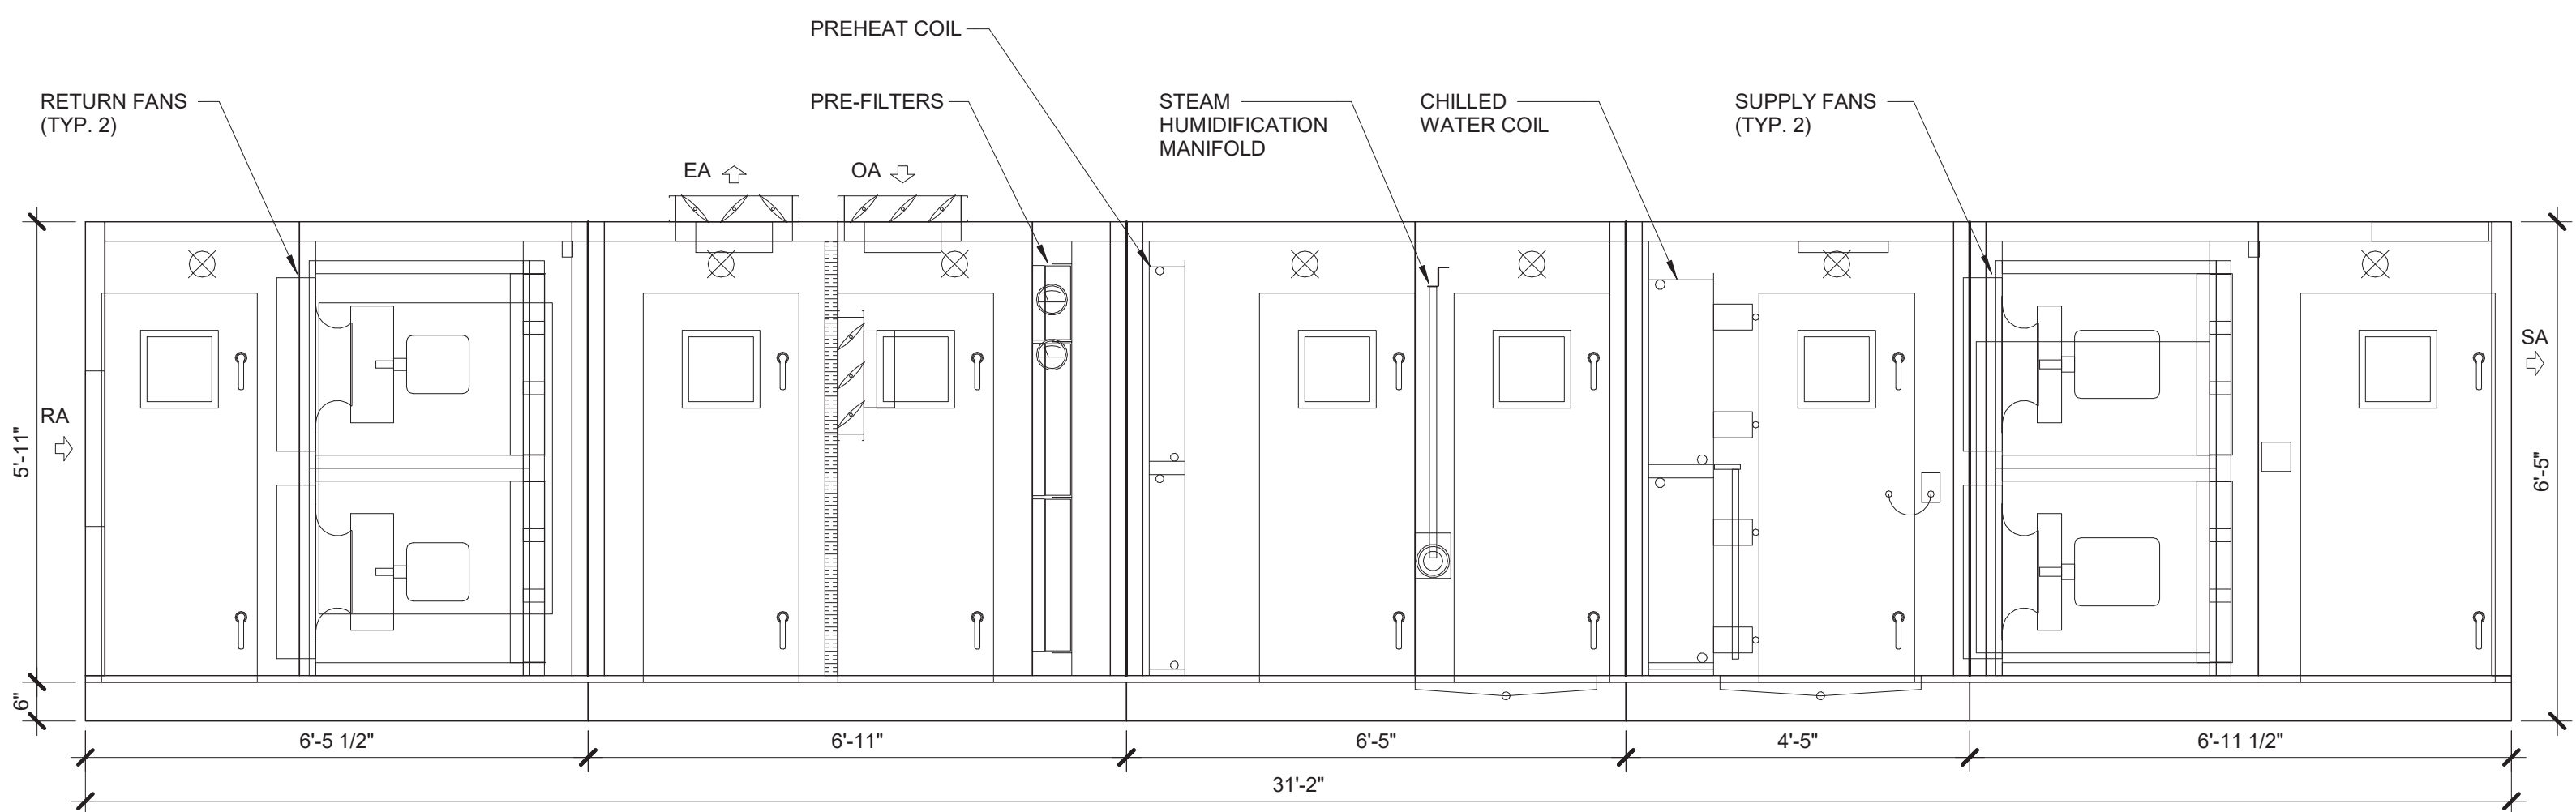 PREHEAT COIL
RETURN FANS
(TYP. 2)
PRE-FILTERS
STEAM
HUMIDIFICATION
MANIFOLD
CHILLED
WATER COIL
SUPPLY FANS
(TYP. 2)
EA
OA
RA
SA
5'-11"
6"
6'-5"
6'-5 1/2"
6'-11"
6'-5"
4'-5"
6'-11 1/2"
31'-2"